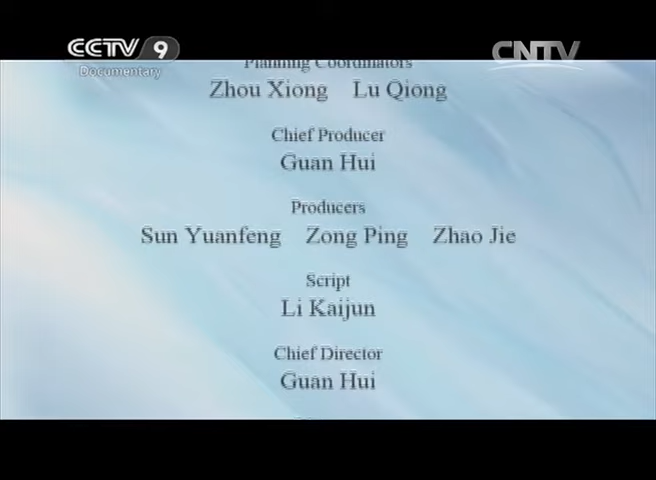 CCTV 9
Documentary
CNTV
Planning Coordinators
Zhou Xiong Lu Qiong
Chief Producer
Guan Hui
Producers
Sun Yuanfeng Zong Ping Zhao Jie
Script
Li Kaijun
Chief Director
Guan Hui